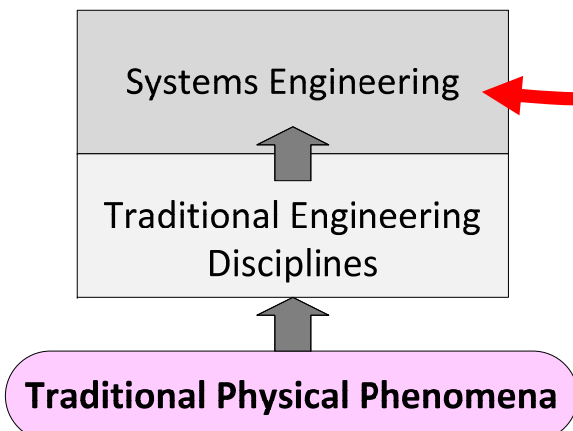 Systems Engineering
Traditional Engineering
Disciplines
Traditional Physical Phenomena